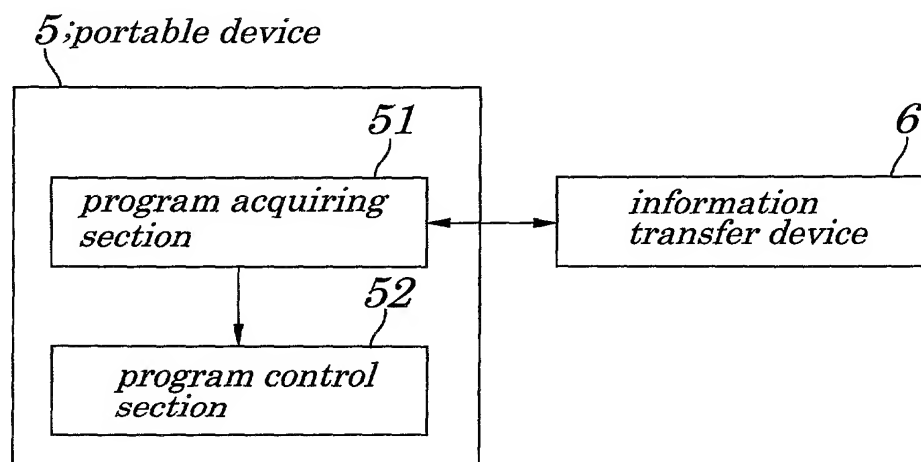 5;portable device
51
6
program acquiring
section
information
transfer device
52
program control
section